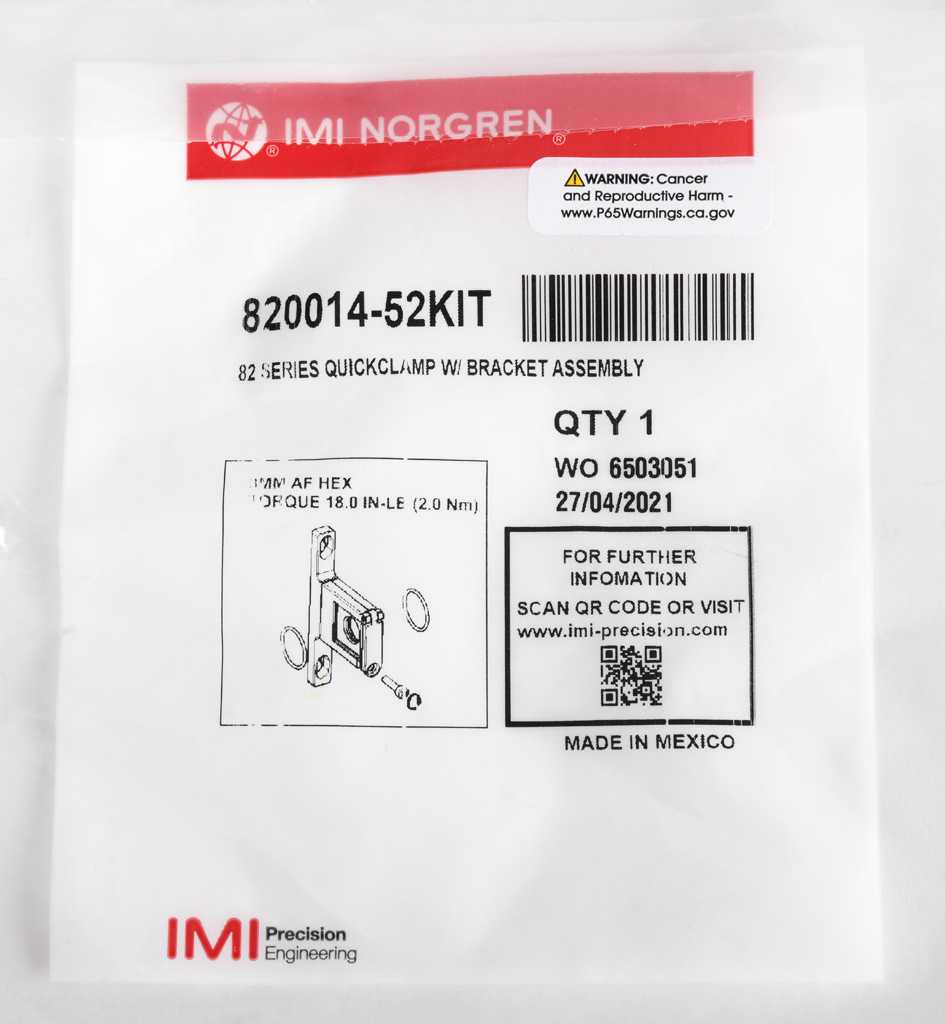 IMI NORGREN
WARNING: Cancer
and Reproductive Harm -
www.P65Warnings.ca.gov
820014-52KIT
82 SERIES QUICKCLAMP W/ BRACKET ASSEMBLY
QTY 1
WO 6503051
27/04/2021
MM AF HEX
TORQUE 18.0 IN-LB (2.0 Nm)
FOR FURTHER
INFOMATION
SCAN QR CODE OR VISIT
www.imi-precision.com
MADE IN MEXICO
IMI Precision
Engineering